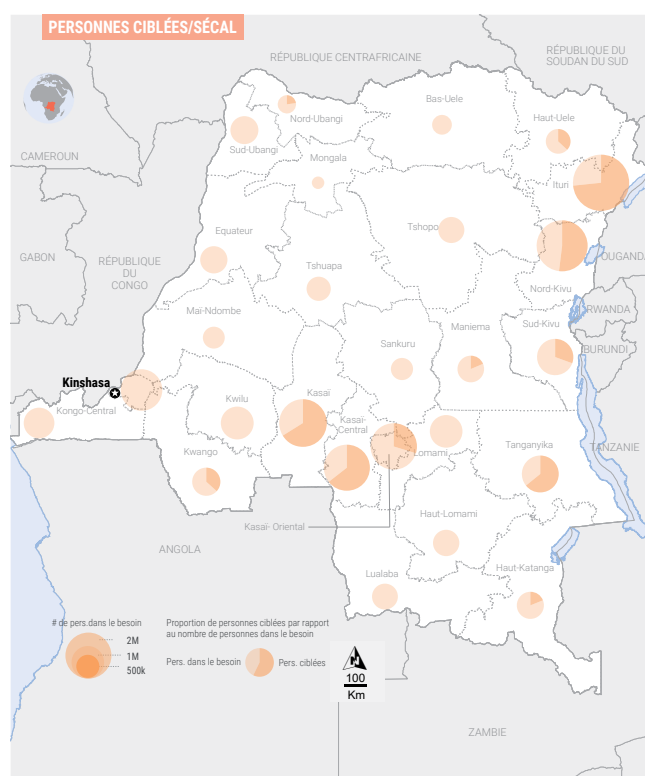 PERSONNES CIBLÉES/SÉCAL
RÉPUBLIQUE DU
SOUDAN DU SUD
RÉPUBLIQUE CENTRAFRICAINE
Bas-Uele
Nord-Ubangi
Haut-Uele
Sud-Ubangi
CAMEROUN
Mongala
Ituri
Tshopo
Equateur
GABON
RÉPUBLIQUE
DU
CONGO
OUGANDA
Tshuapa
Nord-Kivu
Mai-Ndombe
RWANDA
Sud-Kivu
Maniema
Sankuru
BURUNDI
Kinshasa
Kasaï
Kongo-Central
Kwilu
Kasaï-
Central
TANZANIE
Tanganyika
Lomami
Kwango
Haut-Lomami
Kasaï- Oriental
ANGOLA
Haut-Katanga
Lualaba
# de pers.dans le besoin
2M
1M
500k
Proportion de personnes ciblées par rapport
au nombre de personnes dans le besoin
Pers. dans le besoin
Pers. ciblées
N
100
Km
ZAMBIE